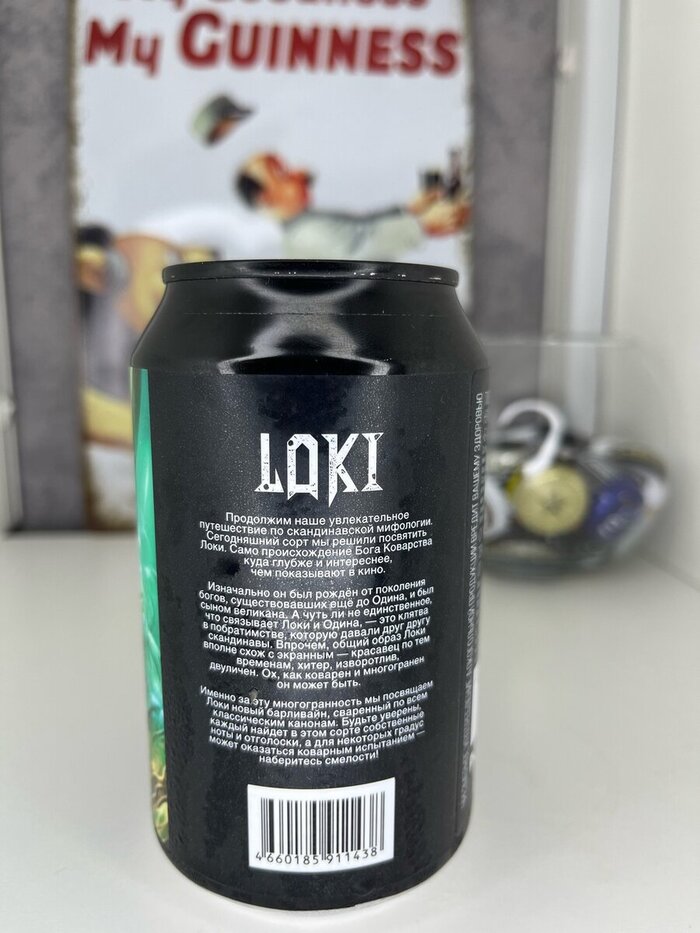 My GUINNESS
LOKI
Продолжим наше увлекательное
путешествие по скандинавской мифологии.
Сегодняшний сорт мы решили посвятить
Локи. Само происхождение Бога Коварства
куда глубже и интереснее,
чем показывают в кино.
Изначально он был рождён от поколения
богов, существовавших ещё до Одина, и был
сыном великана. А чуть ли не единственное,
что связывает Локи и Одина, — это клятва
в побратимстве, которую давали друг другу
скандинавы. Впрочем, общий образ Локи
вполне схож с экранным — красавец по тем
временам, хитер, изворотлив,
двуличен. Ох, как коварен и многогранен
он может быть.
Именно за эту многогранность мы посвящаем
Локи новый барливайн, сваренный по всем
классическим канонам. Будьте уверены,
каждый найдет в этом сорте собственные
ноты и отголоски, а для некоторых градус
может оказаться коварным испытанием —
наберитесь смелости!
4 660185 911438
ВРЕДИТ ВАШЕМУ ЗДОРОВЬЮ